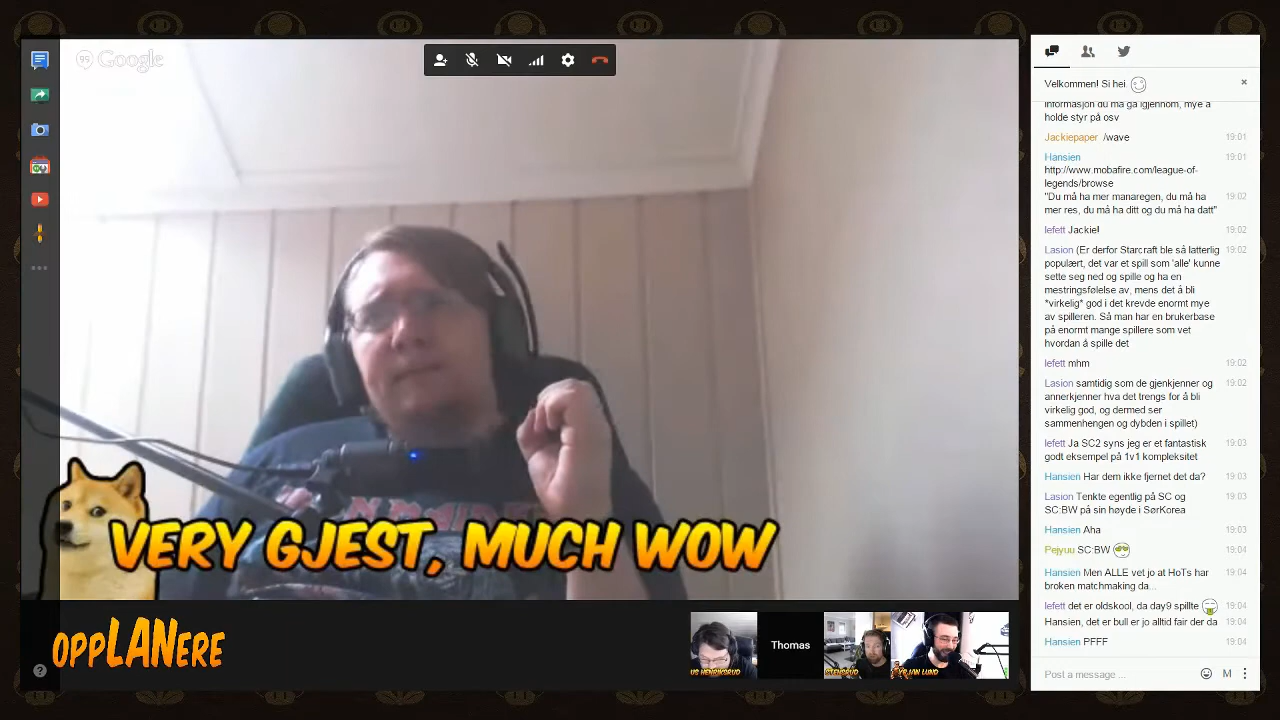 Google
VERY GJEST, MUCH WOW
oppLANere
US HENRIKSRUD
Thomas
STENSRUD
ØRJAN LUND
Velkommen! Si hei
informasjon du må ga igjennom, mye å
holde styr på osv
Jackiepaper /wave 19:01
Hansien 19:01
http://www.mobafire.com/league-of-
legends/browse
"Du må ha mer manaregen, du må ha 19:02
mer res, du må ha ditt og du må ha datt"
lefett Jackie! 19:02
Lasion (Er derfor Starcraft ble så latterlig 19:02
populært, det var et spill som 'alle' kunne
sette seg ned og spille og ha en
mestringsfølelse av, mens det å bli
*virkelig* god i det krevde enormt mye
av spilleren. Så man har en brukerbase
på enormt mange spillere som vet
hvordan å spille det
lefett mhm 19:02
Lasion samtidig som de gjenkjenner og 19:02
annerkjenner hva det trengs for å bli
virkelig god, og dermed ser
sammenhengen og dybden i spillet)
lefett Ja SC2 syns jeg er et fantastisk 19:03
godt eksempel på 1v1 kompleksitet
Hansien Har dem ikke fjernet det da? 19:03
Lasion Tenkte egentlig på SC og 19:03
SC:BW på sin høyde i SørKorea
Hansien Aha 19:03
Pejyuu SC:BW 19:04
Hansien Men ALLE vet jo at HoTs har 19:04
broken matchmaking da...
lefett det er oldskool, da day9 spillte 19:04
Hansien, det er bull er jo alltid fair der da 19:04
Hansien PFFF 19:04
Post a message ... M